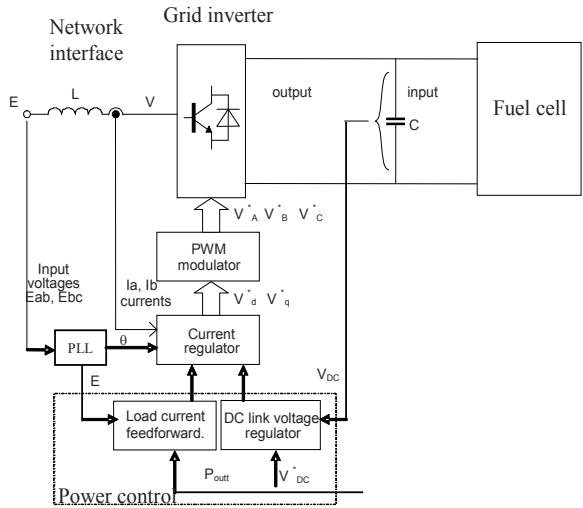 Grid inverter
Network
interface
E
L
V
output
input
Fuel cell
C
V*A V*B V*C
PWM
modulator
Input
voltages
Eab, Ebc
Ia, Ib
currents
V*d V*q
PLL
θ
Current
regulator
E
VDC
Load current
feedforward.
DC link voltage
regulator
Poutt
V*DC
Power control